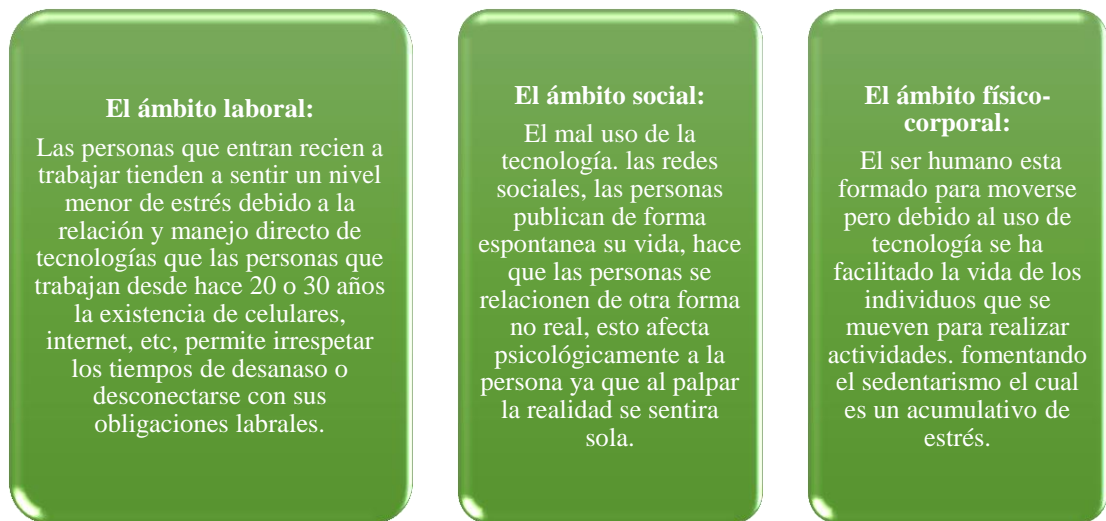 El ámbito laboral:
Las personas que entran recien a
trabajar tienden a sentir un nivel
menor de estrés debido a la
relación y manejo directo de
tecnologías que las personas que
trabajan desde hace 20 o 30 años
la existencia de celulares,
internet, etc, permite irrespetar
los tiempos de desanaso o
desconectarse con sus
obligaciones labrales.
El ámbito social:
El mal uso de la
tecnología. las redes
sociales, las personas
publican de forma
espontanea su vida, hace
que las personas se
relacionen de otra forma
no real, esto afecta
psicológicamente a la
persona ya que al palpar
la realidad se sentira
sola.
El ámbito físico-
corporal:
El ser humano esta
formado para moverse
pero debido al uso de
tecnología se ha
facilitado la vida de los
individuos que se
mueven para realizar
actividades. fomentando
el sedentarismo el cual
es un acumulativo de
estrés.